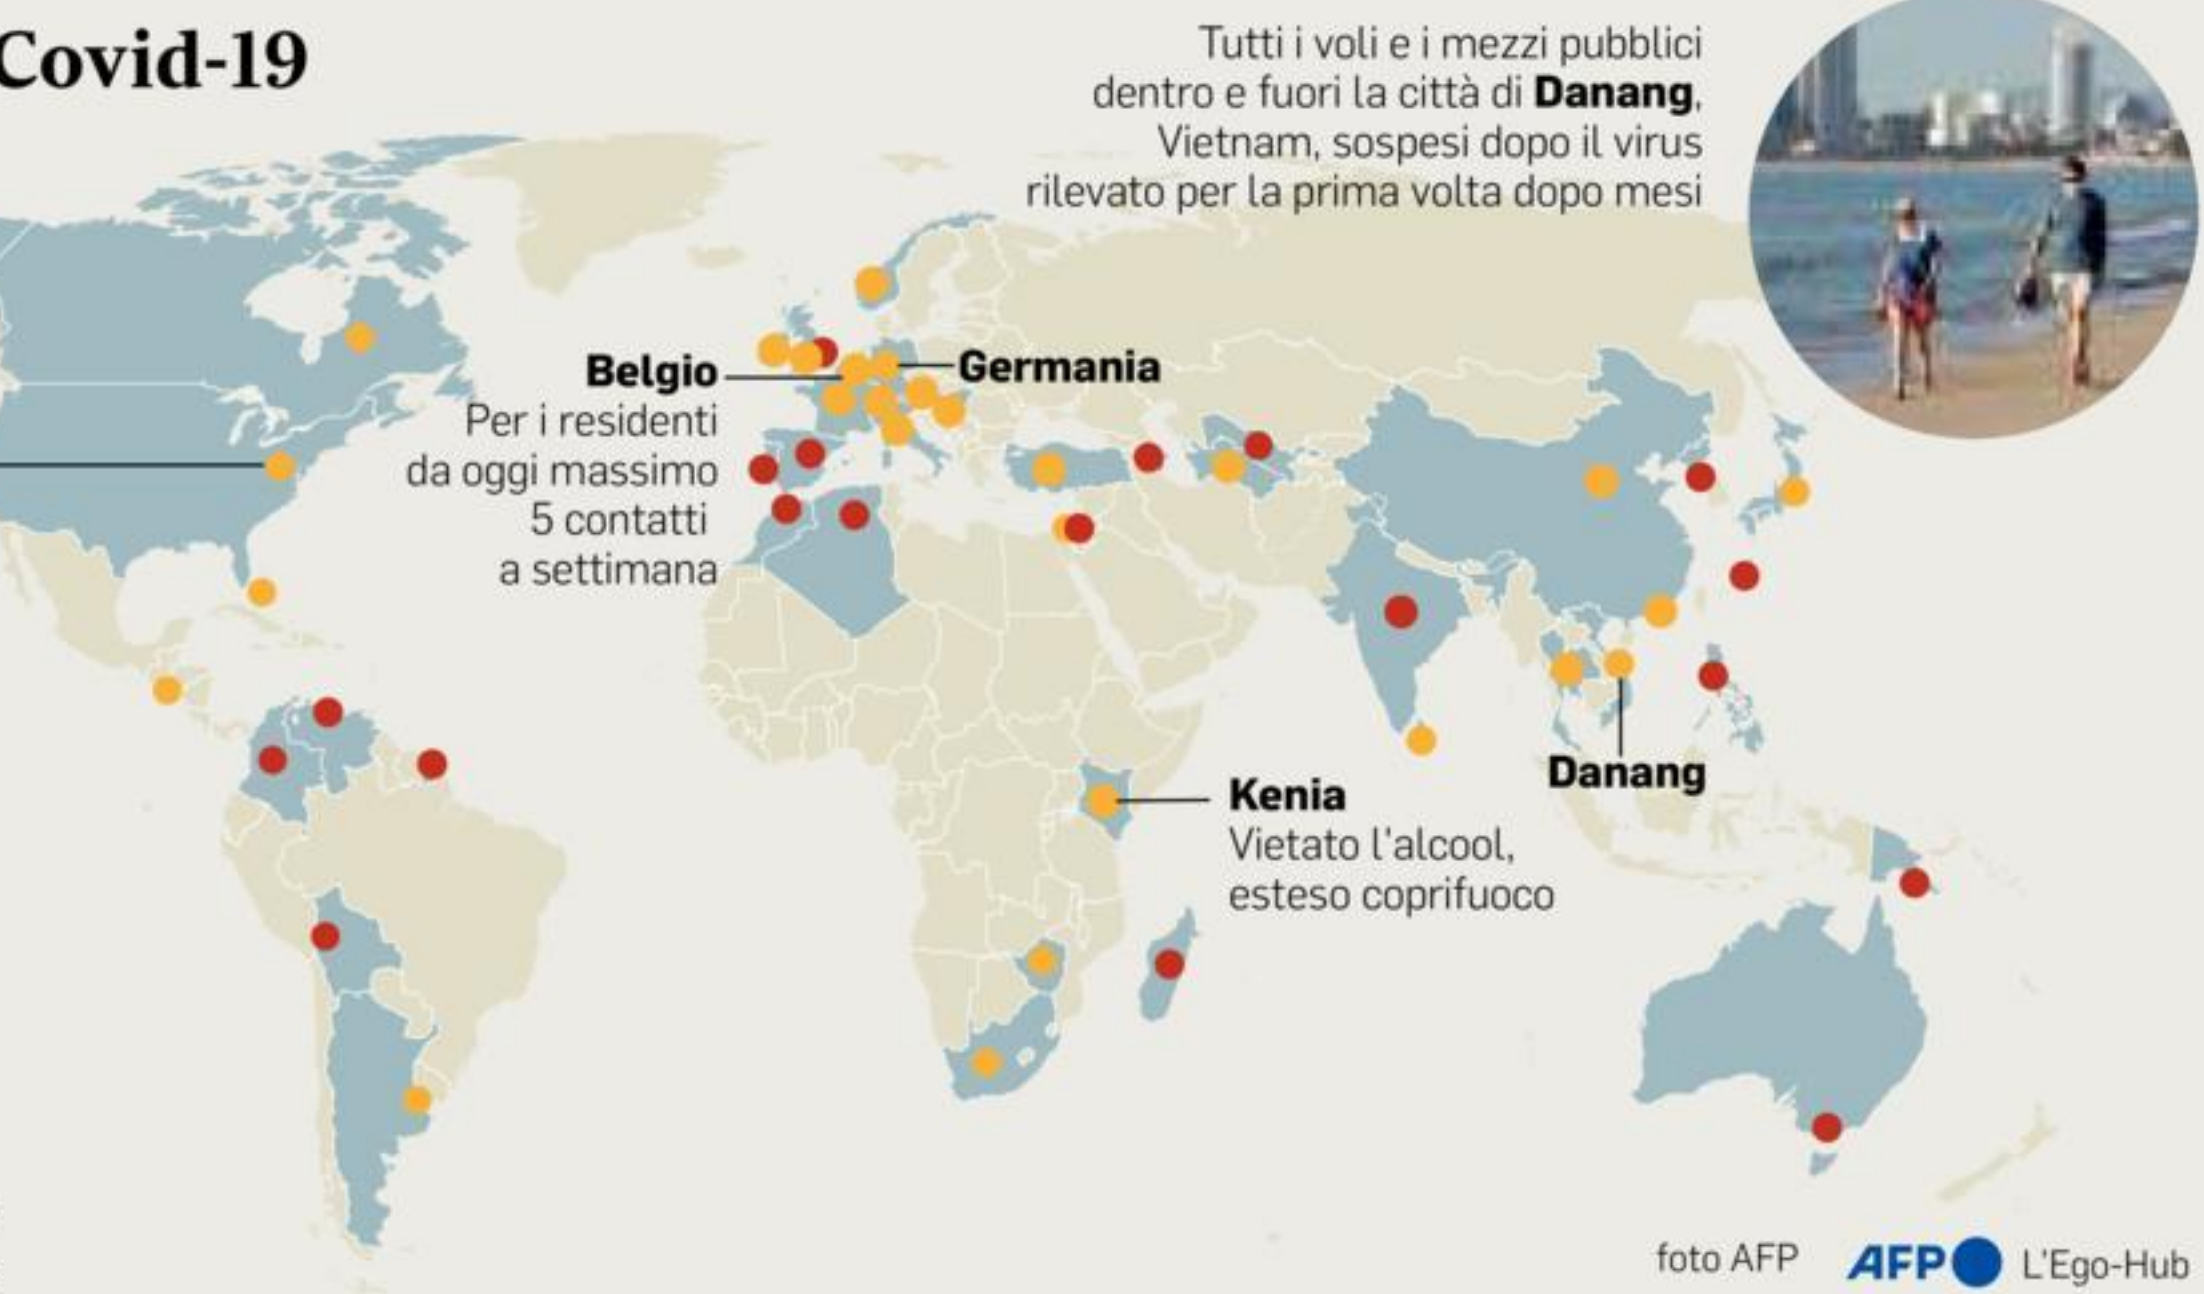 Covid-19
Tutti i voli e i mezzi pubblici
dentro e fuori la città di Danang,
Vietnam, sospesi dopo il virus
rilevato per la prima volta dopo mesi
Belgio
Per i residenti
da oggi massimo
5 contatti
a settimana
Germania
Danang
Kenia
Vietato l'alcool,
esteso coprifuoco
foto AFP
AFP
L'Ego-Hub